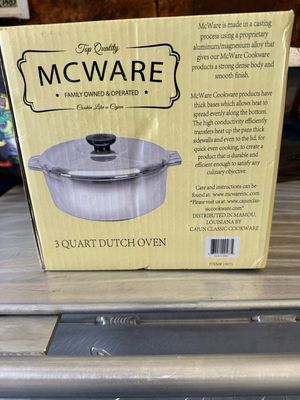 Top Quality
MCWARE
FAMILY OWNED & OPERATED
Cookin Like a Cajun
3 QUART DUTCH OVEN
McWare is made in a casting
process using a proprietary
aluminum/magnesium alloy that
gives our McWare Cookware
products a strong dense body and
smooth finish.
McWare Cookware products have
thick bases which allows heat to
spread evenly along the bottom.
The high conductivity efficiently
transfers heat up the pans thick
sidewalls and even to the lid, for
quick even cooking, to create a
product that is durable and
efficient enough to satisfy any
culinary objective.
Care and instructions can be
found at: www.mcwareinc.com
*Please visit us at: www.cajunclas-
siccookware.com*
DISTRIBUTED IN MAMOU,
LOUISIANA BY
CAJUN CLASSIC COOKWARE